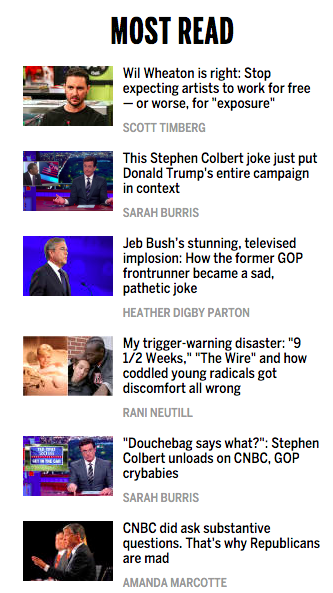 MOST READ
Wil Wheaton is right: Stop
expecting artists to work for free
— or worse, for "exposure"
SCOTT TIMBERG
This Stephen Colbert joke just put
Donald Trump's entire campaign
in context
SARAH BURRIS
Jeb Bush's stunning, televised
implosion: How the former GOP
frontrunner became a sad,
pathetic joke
HEATHER DIGBY PARTON
My trigger-warning disaster: "9
1/2 Weeks," "The Wire" and how
coddled young radicals got
discomfort all wrong
RANI NEUTILL
"Douchebag says what?": Stephen
Colbert unloads on CNBC, GOP
crybabies
SARAH BURRIS
CNBC did ask substantive
questions. That's why Republicans
are mad
AMANDA MARCOTTE